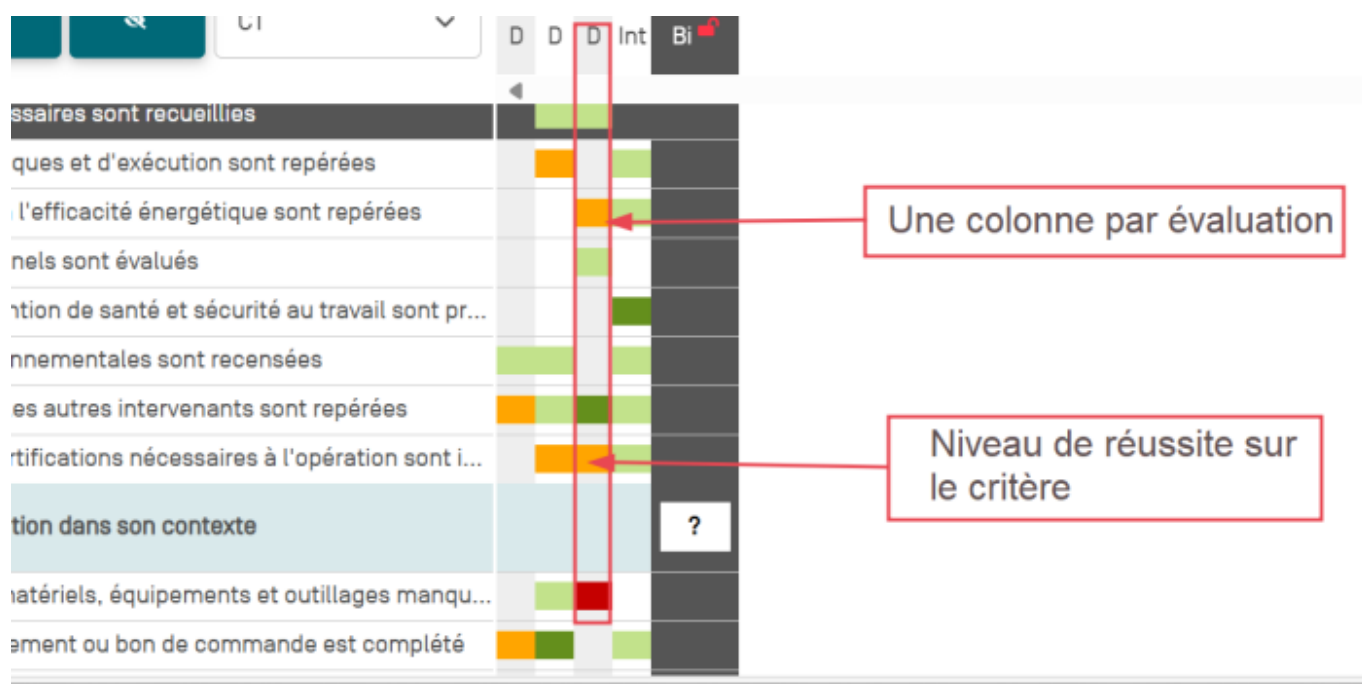 C1
D D D Int Bi
ssaires sont recueillies
ques et d'exécution sont repérées
l'efficacité énergétique sont repérées
Une colonne par évaluation
nels sont évalués
ntion de santé et sécurité au travail sont pr...
nnementales sont recensées
es autres intervenants sont repérées
Niveau de réussite sur
le critère
rtifications nécessaires à l'opération sont i...
tion dans son contexte
?
natériels, équipements et outillages manqu...
ement ou bon de commande est complété